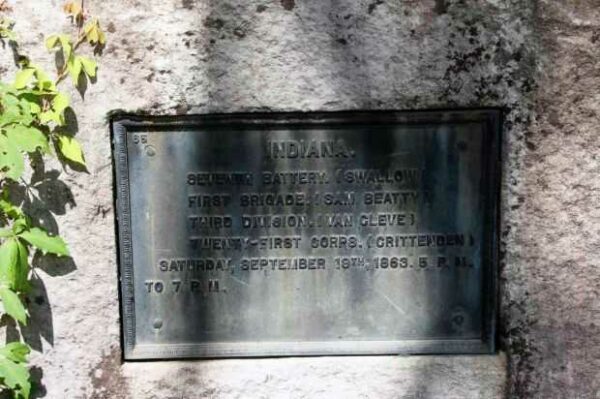 INDIANA.
SEVENTH BATTERY. (SWALLOW)
FIRST BRIGADE. (SAM BEATTY)
THIRD DIVISION. (VAN CLEVE)
TWENTY-FIRST CORPS. (CRITTENDEN)
SATURDAY, SEPTEMBER 19TH, 1863. 5 P.M.
TO 7 P.M.